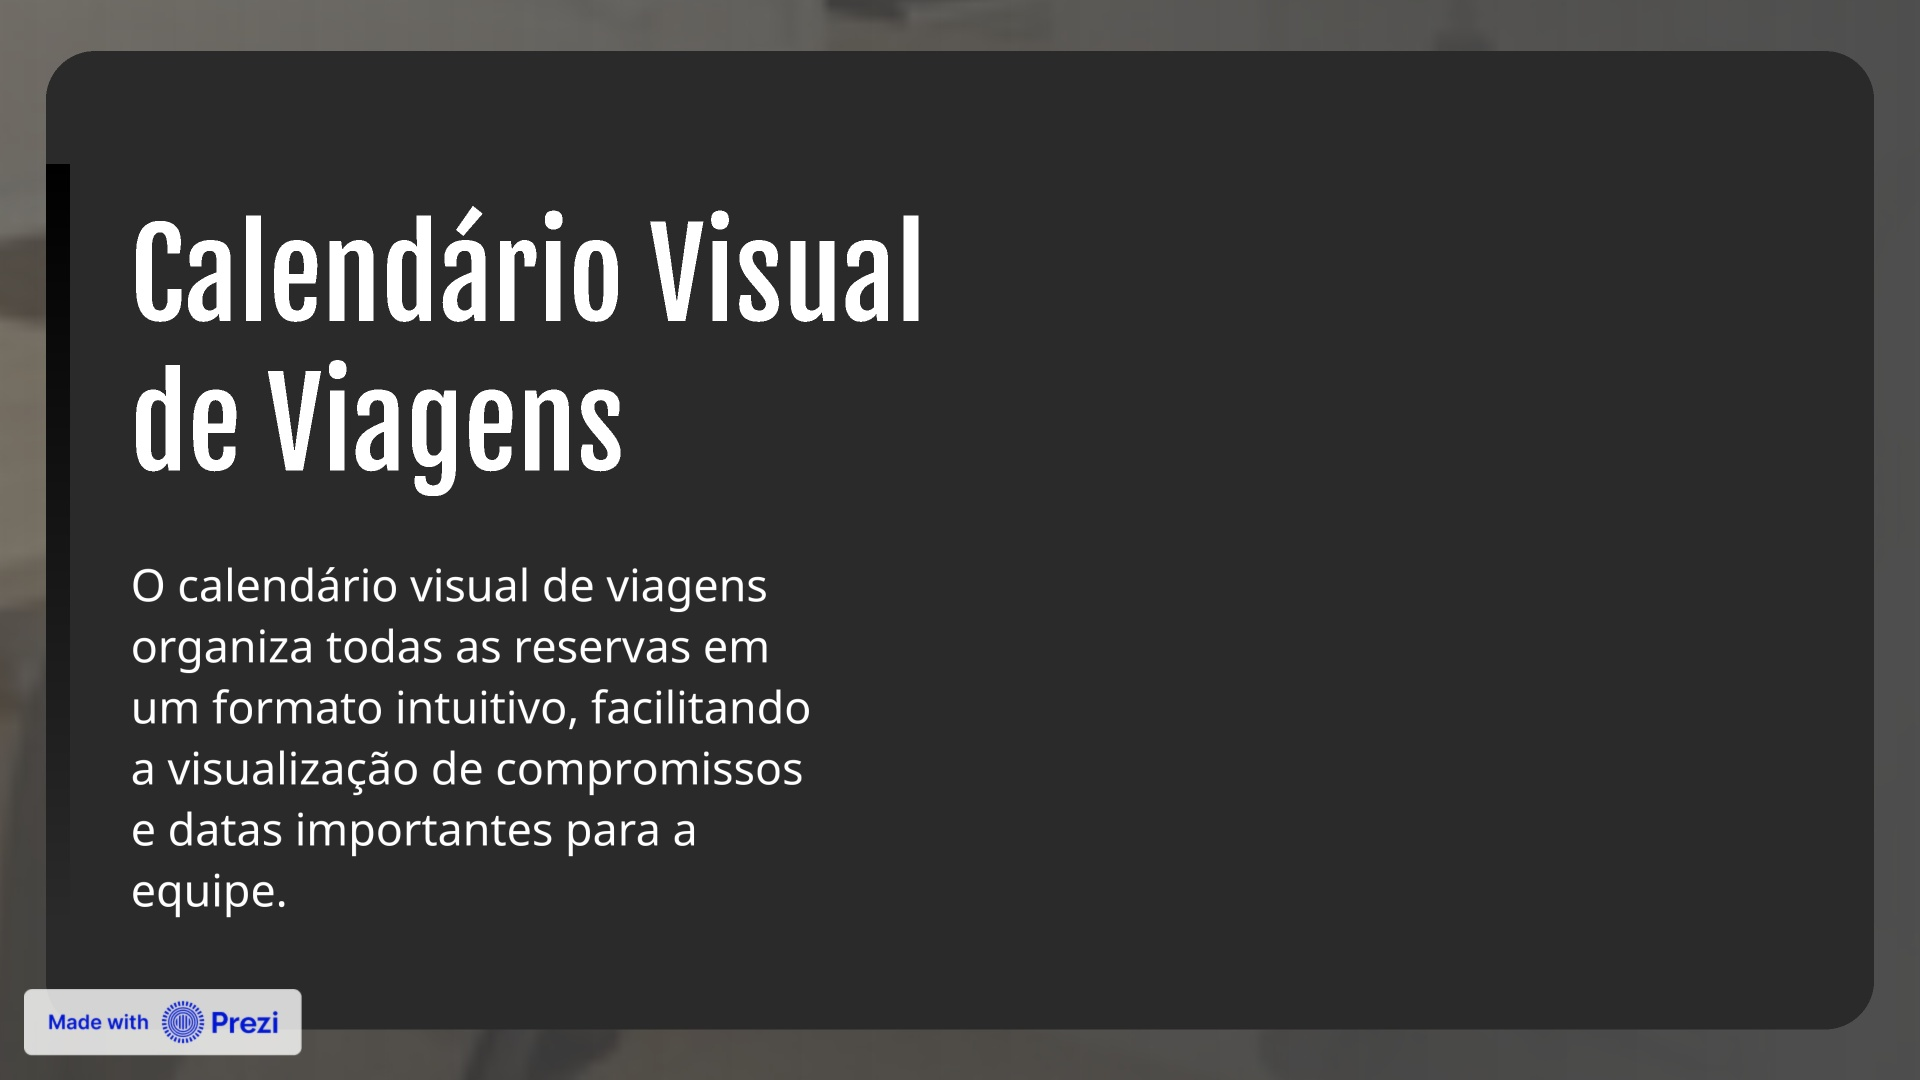 Calendário Visual
de Viagens
O calendário visual de viagens
organiza todas as reservas em
um formato intuitivo, facilitando
a visualização de compromissos
e datas importantes para a
equipe.
Made with Prezi